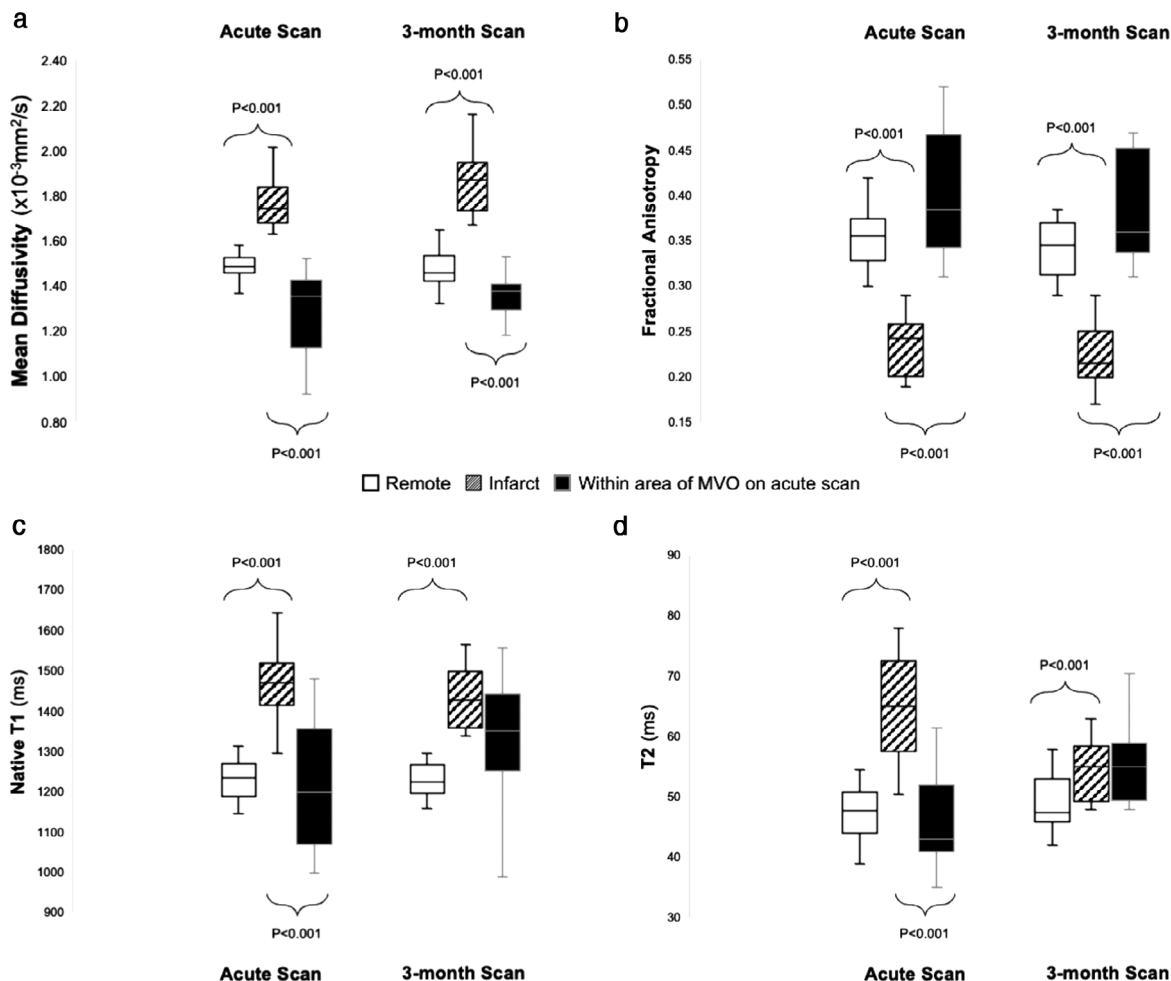 a
Acute Scan
3-month Scan
Mean Diffusivity (x10-3mm2/s)
2.40
2.20
2.00
1.80
1.60
1.40
1.20
1.00
0.80
P<0.001
P<0.001
P<0.001
P<0.001
b
Acute Scan
3-month Scan
Fractional Anisotropy
0.55
0.50
0.45
0.40
0.35
0.30
0.25
0.20
0.15
P<0.001
P<0.001
P<0.001
P<0.001
Remote Infarct Within area of MVO on acute scan
c
Native T1 (ms)
1800
1700
1600
1500
1400
1300
1200
1100
1000
900
P<0.001
P<0.001
P<0.001
Acute Scan
3-month Scan
d
T2 (ms)
90
80
70
60
50
40
30
P<0.001
P<0.001
P<0.001
Acute Scan
3-month Scan